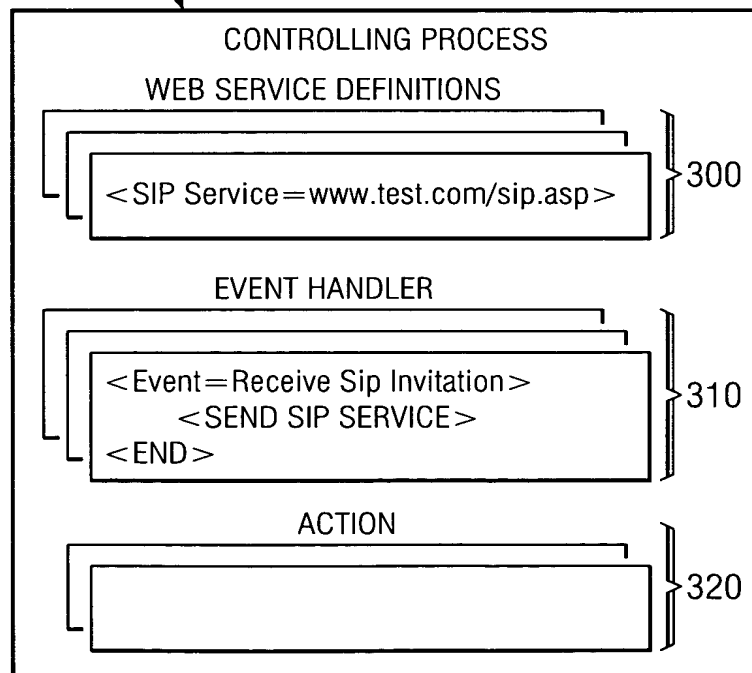 CONTROLLING PROCESS
WEB SERVICE DEFINITIONS
<SIP Service=www.test.com/sip.asp>
300
EVENT HANDLER
<Event=Receive Sip Invitation>
<SEND SIP SERVICE>
<END>
310
ACTION
320